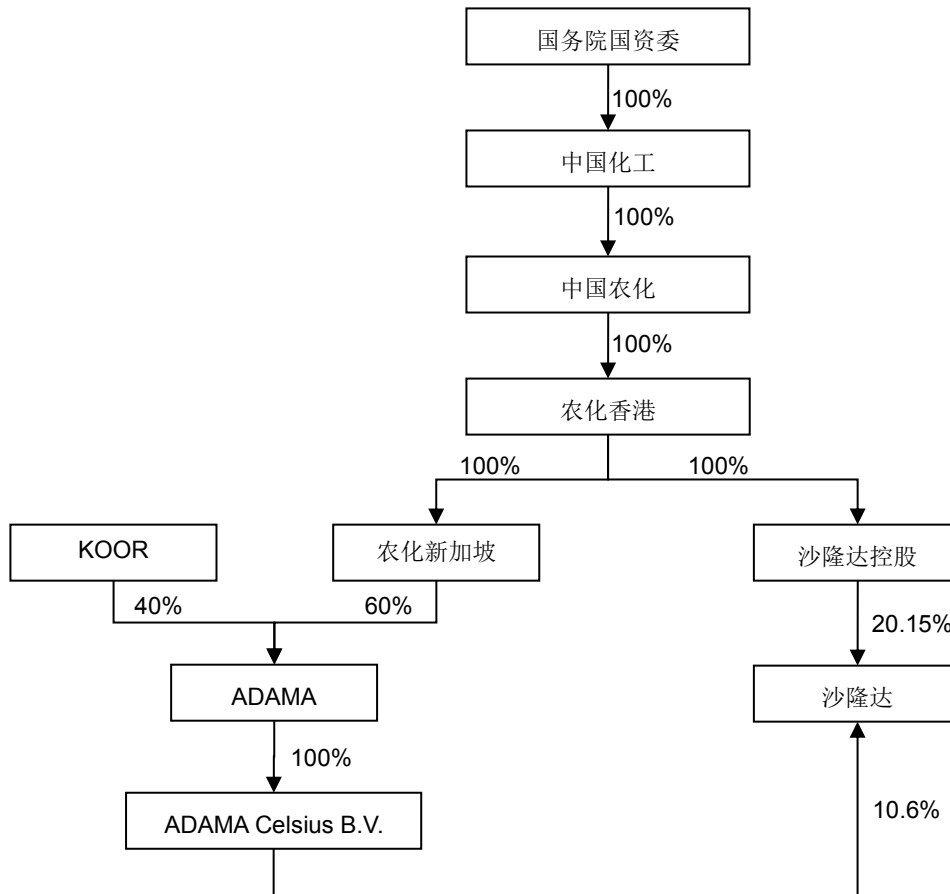 国务院国资委
100%
中国化工
100%
中国农化
100%
农化香港
100%
100%
KOOR
农化新加坡
沙隆达控股
40%
60%
20.15%
ADAMA
沙隆达
100%
ADAMA Celsius B.V.
10.6%